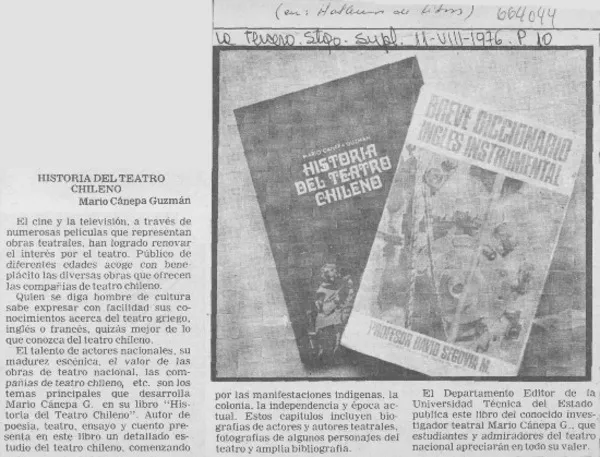 (en: Hallemos de libros) 664044
La Tercera. Stgo. Supl. 11-VIII-1976. P 10
MARIO CANEPA GUZMAN
HISTORIA
DEL TEATRO
CHILENO
BREVE DICCIONARIO
INGLES INSTRUMENTAL
PROFESOR DAVID SEGOVIA M.
HISTORIA DEL TEATRO
CHILENO
Mario Cánepa Guzmán
El cine y la televisión, a través de
numerosas películas que representan
obras teatrales, han logrado renovar
el interés por el teatro. Público de
diferentes edades acoge con bene-
plácito las diversas obras que ofrecen
las compañías de teatro chileno.
Quien se diga hombre de cultura
sabe expresar con facilidad sus co-
nocimientos acerca del teatro griego,
inglés o francés, quizás mejor de lo
que conozca del teatro chileno.
El talento de actores nacionales, su
madurez escénica, el valor de las
obras de teatro nacional, las com-
pañías de teatro chileno, etc. son los
temas principales que desarrolla
Mario Cánepa G. en su libro "His-
toria del Teatro Chileno". Autor de
poesía, teatro, ensayo y cuento pre-
senta en este libro un detallado es-
tudio del teatro chileno, comenzando
por las manifestaciones indígenas, la
colonia, la independencia y época ac-
tual. Estos capítulos incluyen bio-
grafías de actores y autores teatrales,
fotografías de algunos personajes del
teatro y amplia bibliografía.
El Departamento Editor de la
Universidad Técnica del Estado
publica este libro del conocido inves-
tigador teatral Mario Cánepa G., que
estudiantes y admiradores del teatro
nacional apreciarán en todo su valer.